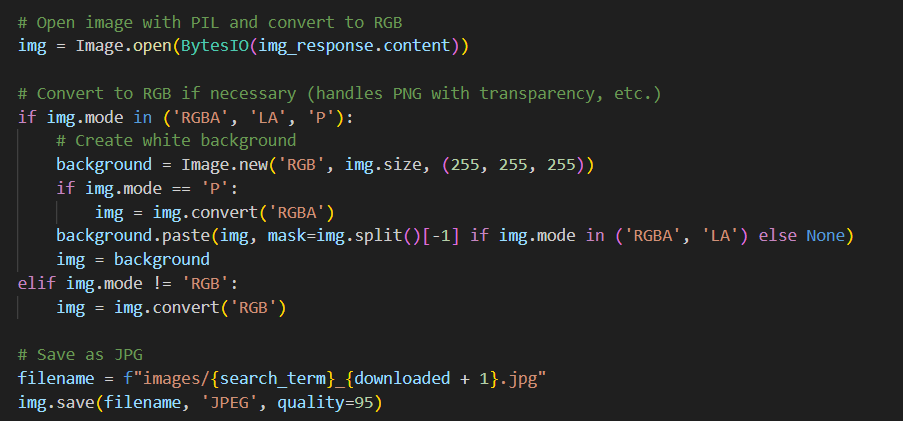 # Open image with PIL and convert to RGB
img = Image.open(BytesIO(img_response.content))

# Convert to RGB if necessary (handles PNG with transparency, etc.)
if img.mode in ('RGBA', 'LA', 'P'):
    # Create white background
    background = Image.new('RGB', img.size, (255, 255, 255))
    if img.mode == 'P':
        img = img.convert('RGBA')
    background.paste(img, mask=img.split()[-1] if img.mode in ('RGBA', 'LA') else None)
    img = background
elif img.mode != 'RGB':
    img = img.convert('RGB')

# Save as JPG
filename = f"images/{search_term}_{downloaded + 1}.jpg"
img.save(filename, 'JPEG', quality=95)